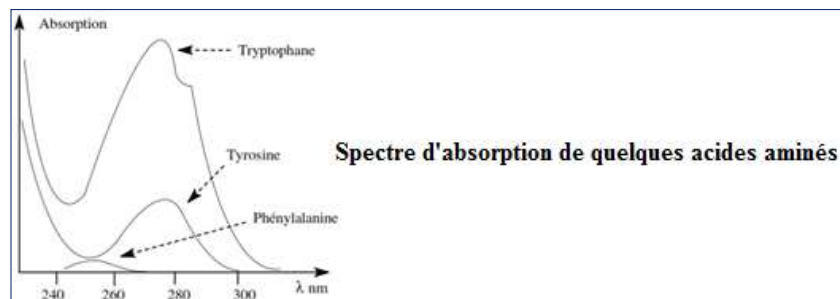 Absorption
Tryptophane
Tyrosine
Spectre d'absorption de quelques acides aminés
Phénylalanine
240 260 280 300 λ nm